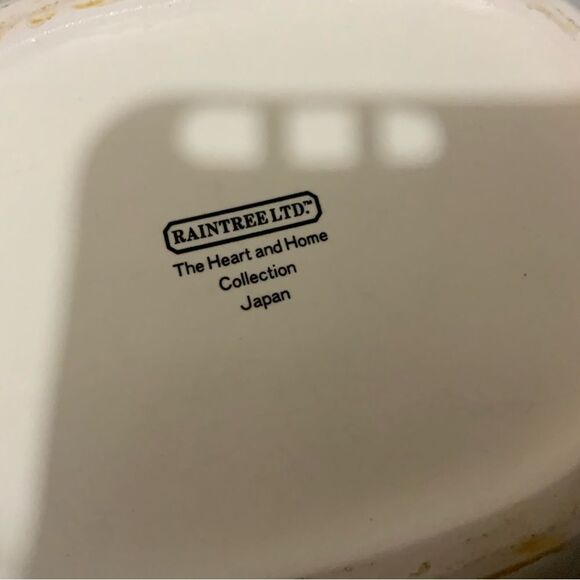 RAINTREE LTD.™
The Heart and Home
Collection
Japan